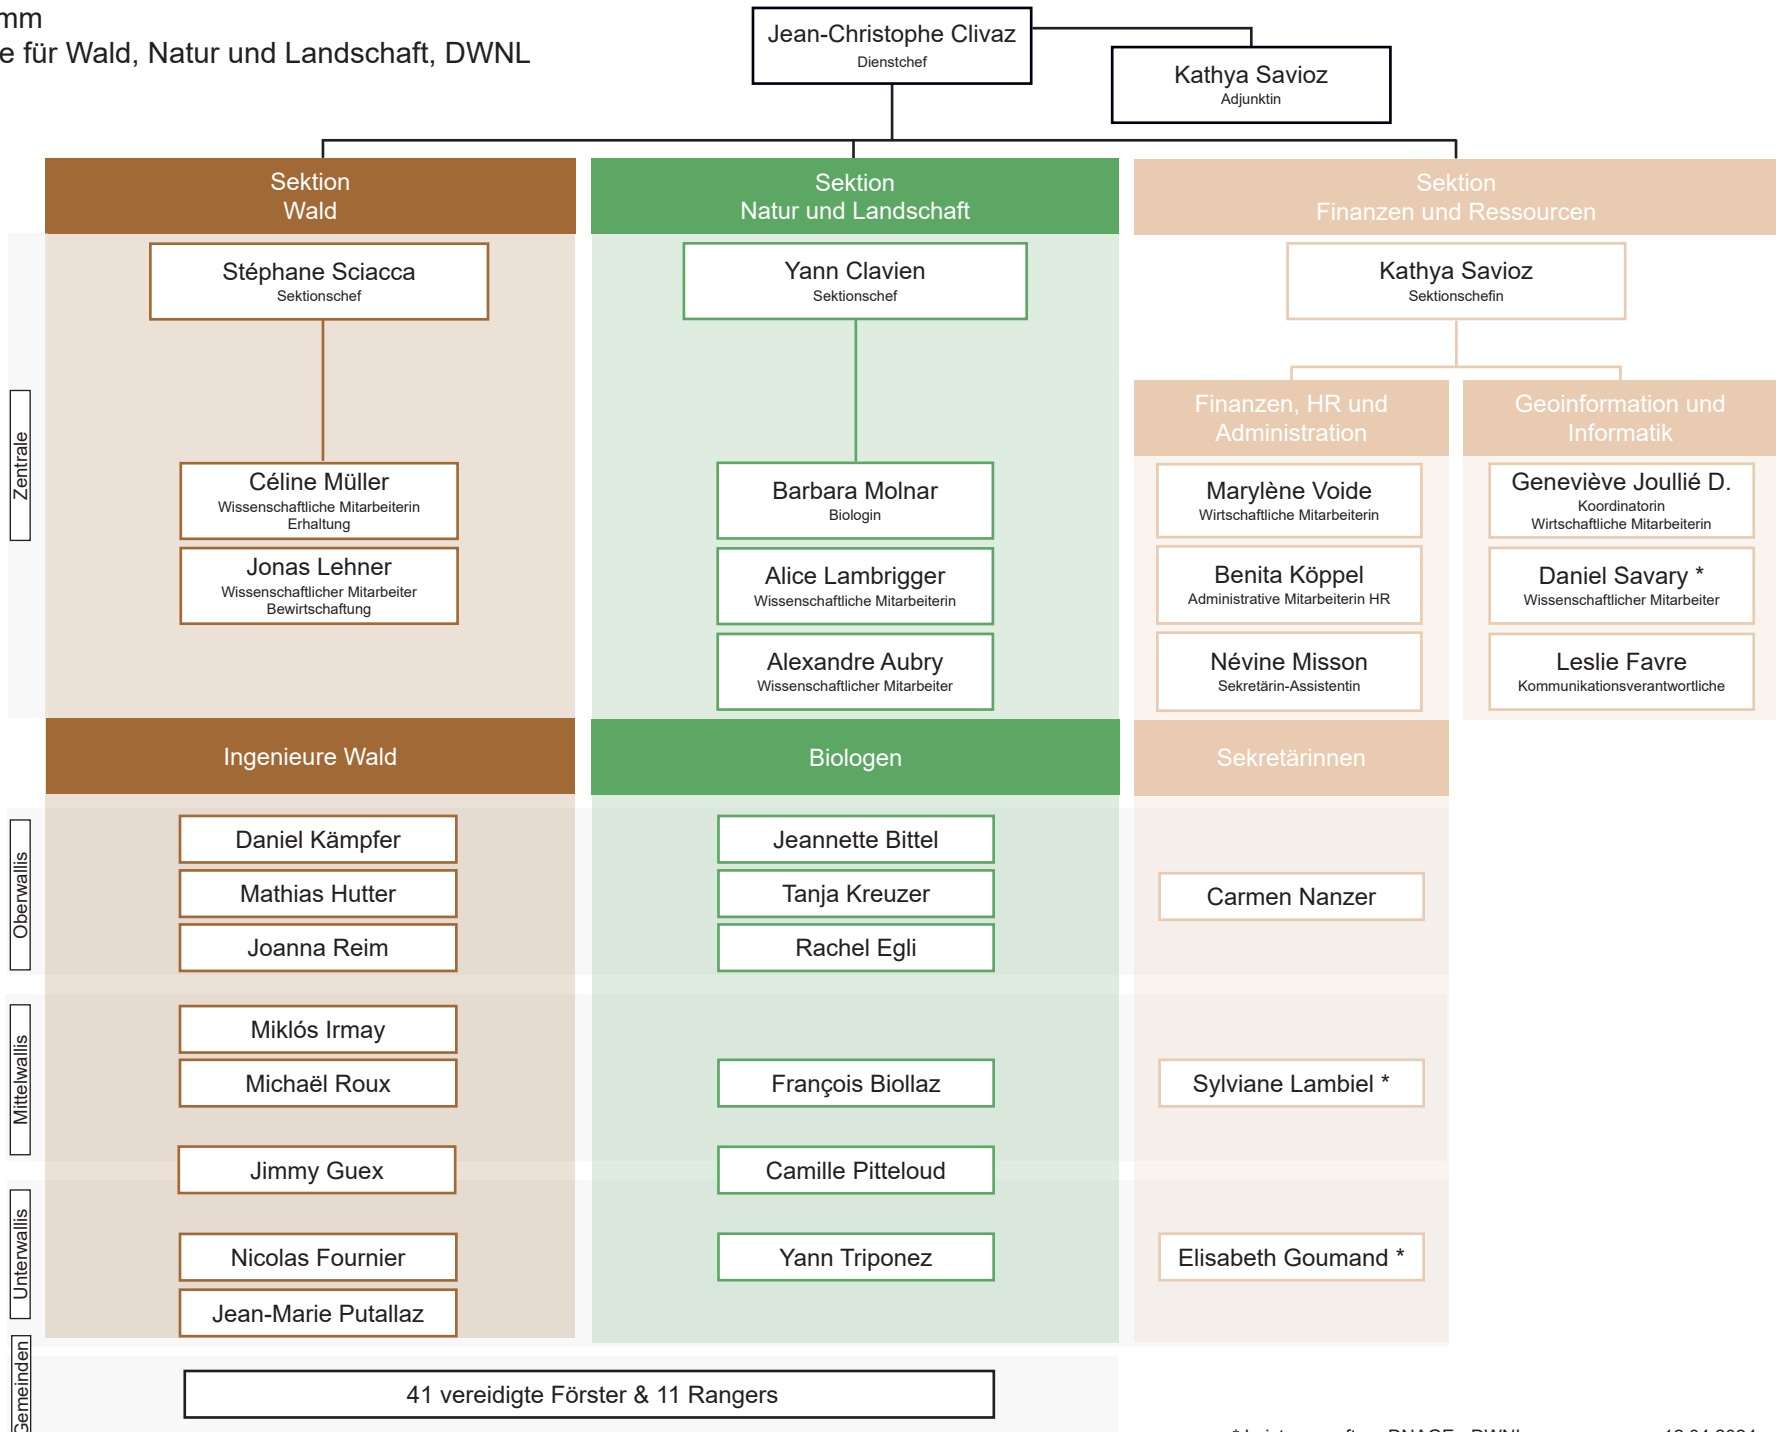 für Wald, Natur und Landschaft, DWNL
Jean-Christophe Clivaz
Dienstchef
Kathya Savioz
Adjunktin
Sektion
Wald
Sektion
Natur und Landschaft
Sektion
Finanzen und Ressourcen
Zentrale
Stéphane Sciacca
Sektionschef
Yann Clavien
Sektionschef
Kathya Savioz
Sektionschefin
Finanzen, HR und
Administration
Geoinformation und
Informatik
Céline Müller
Wissenschaftliche Mitarbeiterin
Erhaltung
Jonas Lehner
Wissenschaftlicher Mitarbeiter
Bewirtschaftung
Barbara Molnar
Biologin
Alice Lambrigger
Wissenschaftliche Mitarbeiterin
Alexandre Aubry
Wissenschaftlicher Mitarbeiter
Marylène Voide
Wirtschaftliche Mitarbeiterin
Benita Köppel
Administrative Mitarbeiterin HR
Névine Misson
Sekretärin-Assistentin
Geneviève Joullié D.
Koordinatorin
Wirtschaftliche Mitarbeiterin
Daniel Savary *
Wissenschaftlicher Mitarbeiter
Leslie Favre
Kommunikationsverantwortliche
Ingenieure Wald
Biologen
Sekretärinnen
Oberwallis
Daniel Kämpfer
Mathias Hutter
Joanna Reim
Jeannette Bittel
Tanja Kreuzer
Rachel Egli
Carmen Nanzer
Mittelwallis
Miklós Irmay
Michaël Roux
François Biollaz
Sylviane Lambiel *
Jimmy Guex
Camille Pitteloud
Unterwallis
Nicolas Fournier
Jean-Marie Putallaz
Yann Triponez
Elisabeth Goumand *
Gemeinden
41 vereidigte Förster & 11 Rangers